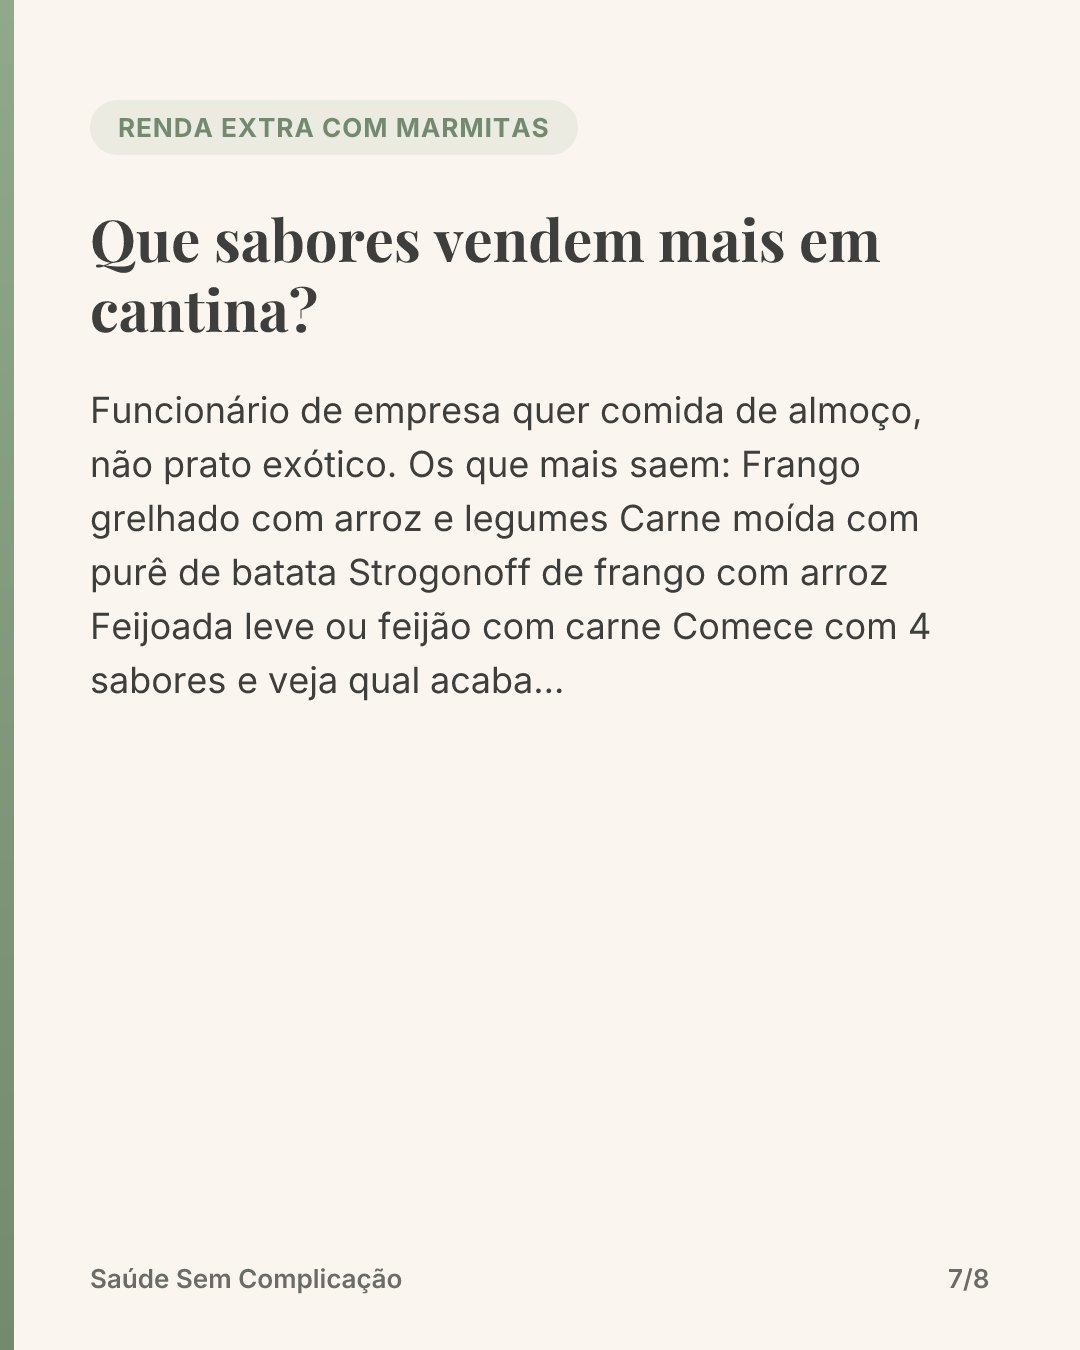 RENDA EXTRA COM MARMITAS
Que sabores vendem mais em
cantina?
Funcionário de empresa quer comida de almoço,
não prato exótico. Os que mais saem: Frango
grelhado com arroz e legumes Carne moída com
purê de batata Strogonoff de frango com arroz
Feijoada leve ou feijão com carne Comece com 4
sabores e veja qual acaba...
Saúde Sem Complicação
7/8